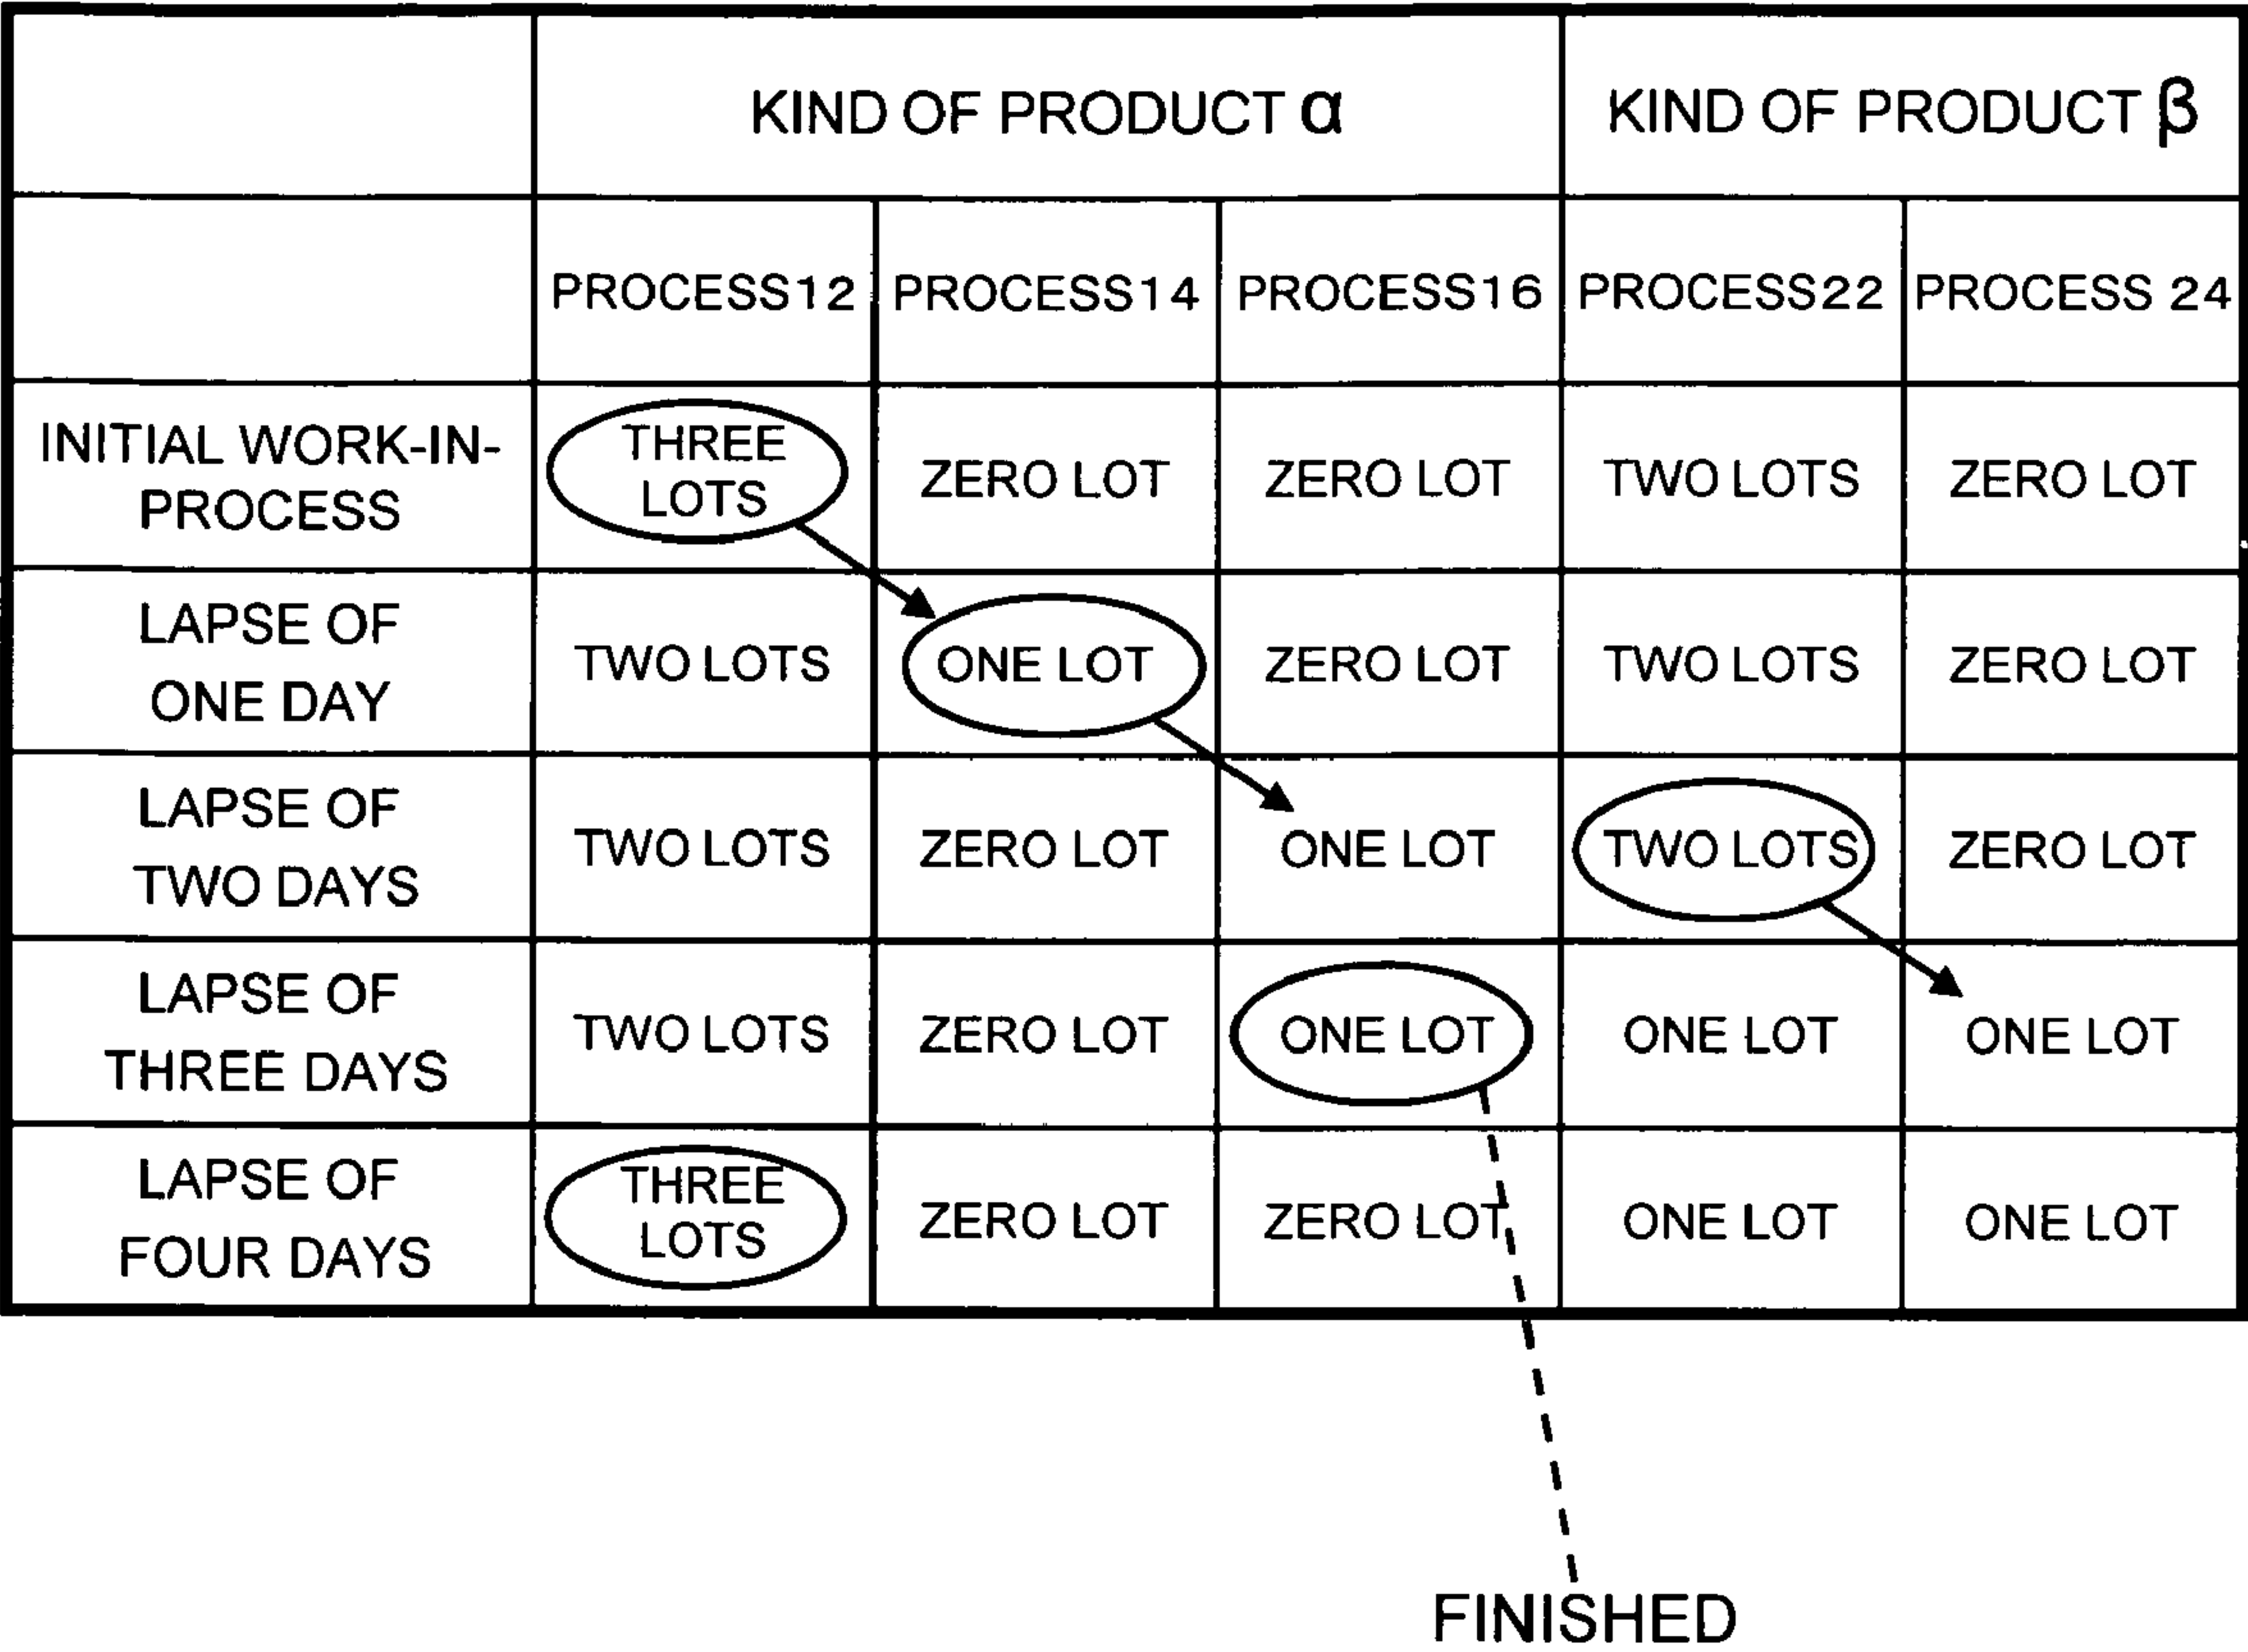 KIND OF PRODUCT α
KIND OF PRODUCT β
PROCESS12
PROCESS14
PROCESS16
PROCESS22
PROCESS 24
INITIAL WORK-IN-
PROCESS
THREE
LOTS
ZERO LOT
ZERO LOT
TWO LOTS
ZERO LOT
LAPSE OF
ONE DAY
TWO LOTS
ONE LOT
ZERO LOT
TWO LOTS
ZERO LOT
LAPSE OF
TWO DAYS
TWO LOTS
ZERO LOT
ONE LOT
TWO LOTS
ZERO LOT
LAPSE OF
THREE DAYS
TWO LOTS
ZERO LOT
ONE LOT
ONE LOT
ONE LOT
LAPSE OF
FOUR DAYS
THREE
LOTS
ZERO LOT
ZERO LOT
ONE LOT
ONE LOT
FINISHED